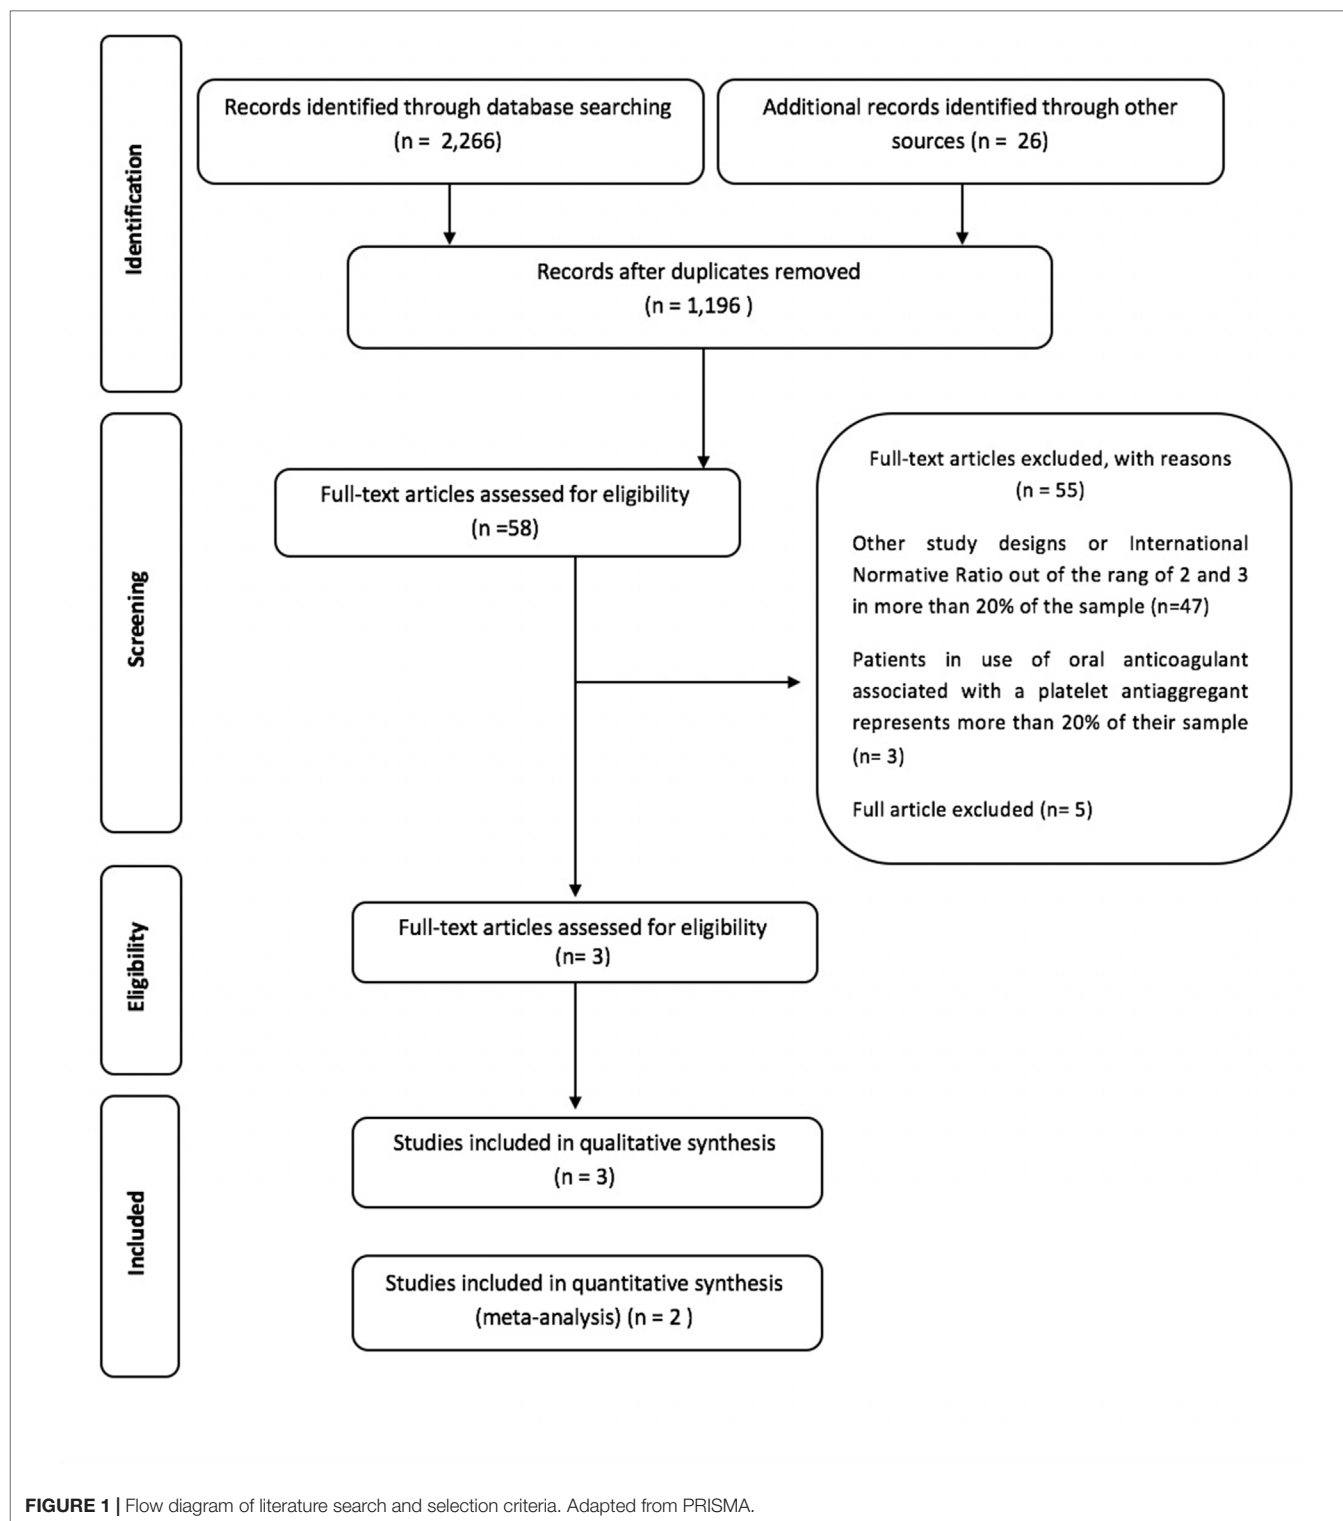 Identification
Records identified through database searching
(n = 2,266)
Additional records identified through other
sources (n = 26)
Records after duplicates removed
(n = 1,196 )
Screening
Full-text articles assessed for eligibility
(n =58)
Full-text articles excluded, with reasons
(n = 55)
Other study designs or International
Normative Ratio out of the rang of 2 and 3
in more than 20% of the sample (n=47)
Patients in use of oral anticoagulant
associated with a platelet antiaggregant
represents more than 20% of their sample
(n= 3)
Full article excluded (n= 5)
Eligibility
Full-text articles assessed for eligibility
(n= 3)
Included
Studies included in qualitative synthesis
(n = 3)
Studies included in quantitative synthesis
(meta-analysis) (n = 2 )
FIGURE 1 | Flow diagram of literature search and selection criteria. Adapted from PRISMA.